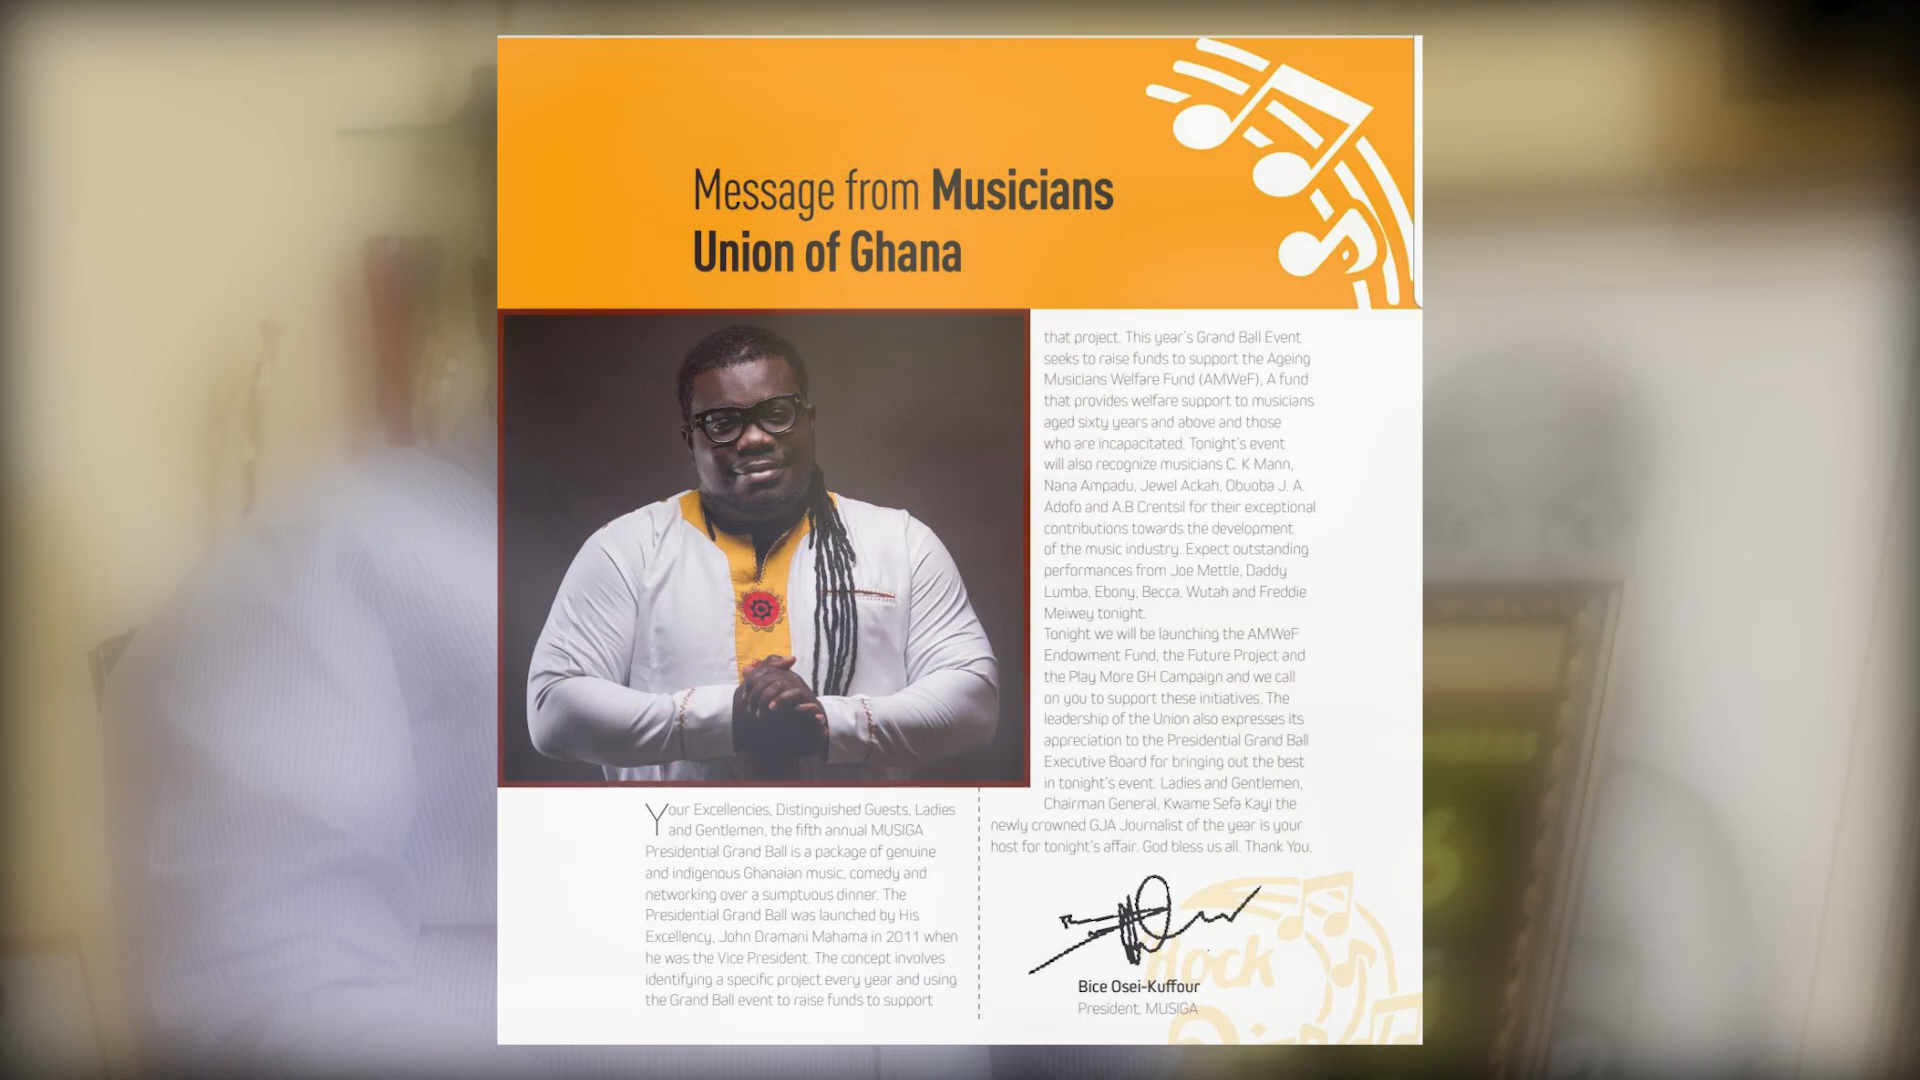 Message from Musicians
Union of Ghana
Your Excellencies, Distinguished Guests, Ladies
and Gentlemen, the fifth annual MUSIGA
Presidential Grand Ball is a package of genuine
and indigenous Ghanaian music, comedy and
networking over a sumptuous dinner. The
Presidential Grand Ball was launched by His
Excellency, John Dramani Mahama in 2011 when
he was the Vice President. The concept involves
identifying a specific project every year and using
the Grand Ball event to raise funds to support
that project. This year's Grand Ball Event
seeks to raise funds to support the Ageing
Musicians Welfare Fund (AMWeF), A fund
that provides welfare support to musicians
aged sixty years and above and those
who are incapacitated. Tonight's event
will also recognize musicians C. K Mann,
Nana Ampadu, Jewel Ackah, Obuoba J. A.
Adofo and A.B Crentsil for their exceptional
contributions towards the development
of the music industry. Expect outstanding
performances from Joe Mettle, Daddy
Lumba, Ebony, Becca, Wutah and Freddie
Meiwey tonight.
Tonight we will be launching the AMWeF
Endowment Fund, the Future Project and
the Play More GH Campaign and we call
on you to support these initiatives. The
leadership of the Union also expresses its
appreciation to the Presidential Grand Ball
Executive Board for bringing out the best
in tonight's event. Ladies and Gentlemen,
Chairman General, Kwame Sefa Kayi the
newly crowned GJA Journalist of the year is your
host for tonight's affair. God bless us all. Thank You.
Rock
Bice Osei-Kuffour
President, MUSIGA